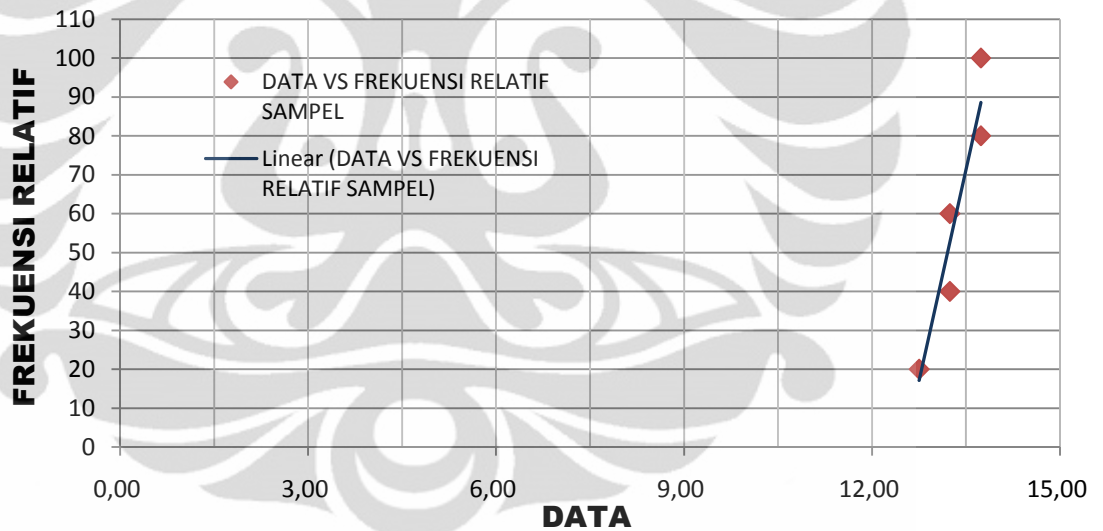 110
100
90
80
70
60
50
40
30
20
10
0
FREKUENSI RELATIF
DATA VS FREKUENSI RELATIF
SAMPEL
Linear (DATA VS FREKUENSI
RELATIF SAMPEL)
0,00 3,00 6,00 9,00 12,00 15,00
DATA